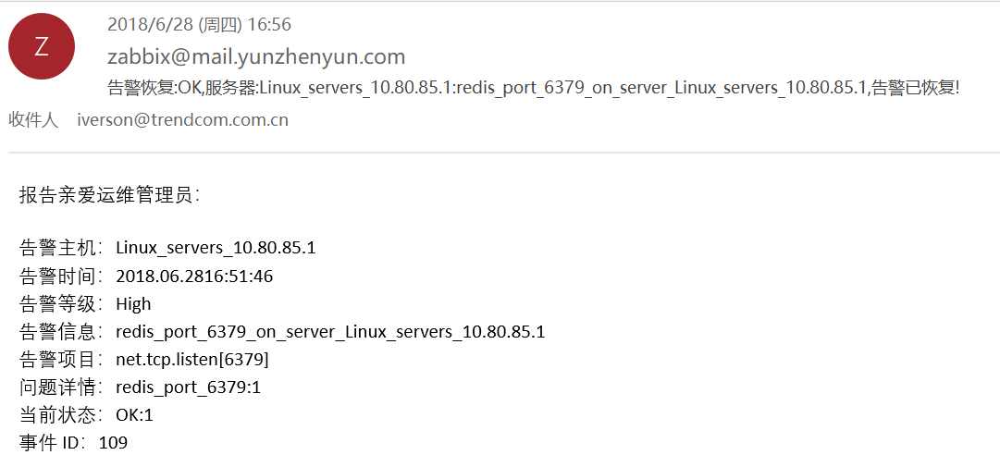 Z
2018/6/28 (周四) 16:56
zabbix@mail.yunzhenyun.com
告警恢复:OK,服务器:Linux_servers_10.80.85.1:redis_port_6379_on_server_Linux_servers_10.80.85.1,告警已恢复!
收件人 iverson@trendcom.com.cn
报告亲爱运维管理员：
告警主机：Linux_servers_10.80.85.1
告警时间：2018.06.2816:51:46
告警等级：High
告警信息：redis_port_6379_on_server_Linux_servers_10.80.85.1
告警项目：net.tcp.listen[6379]
问题详情：redis_port_6379:1
当前状态：OK:1
事件 ID：109